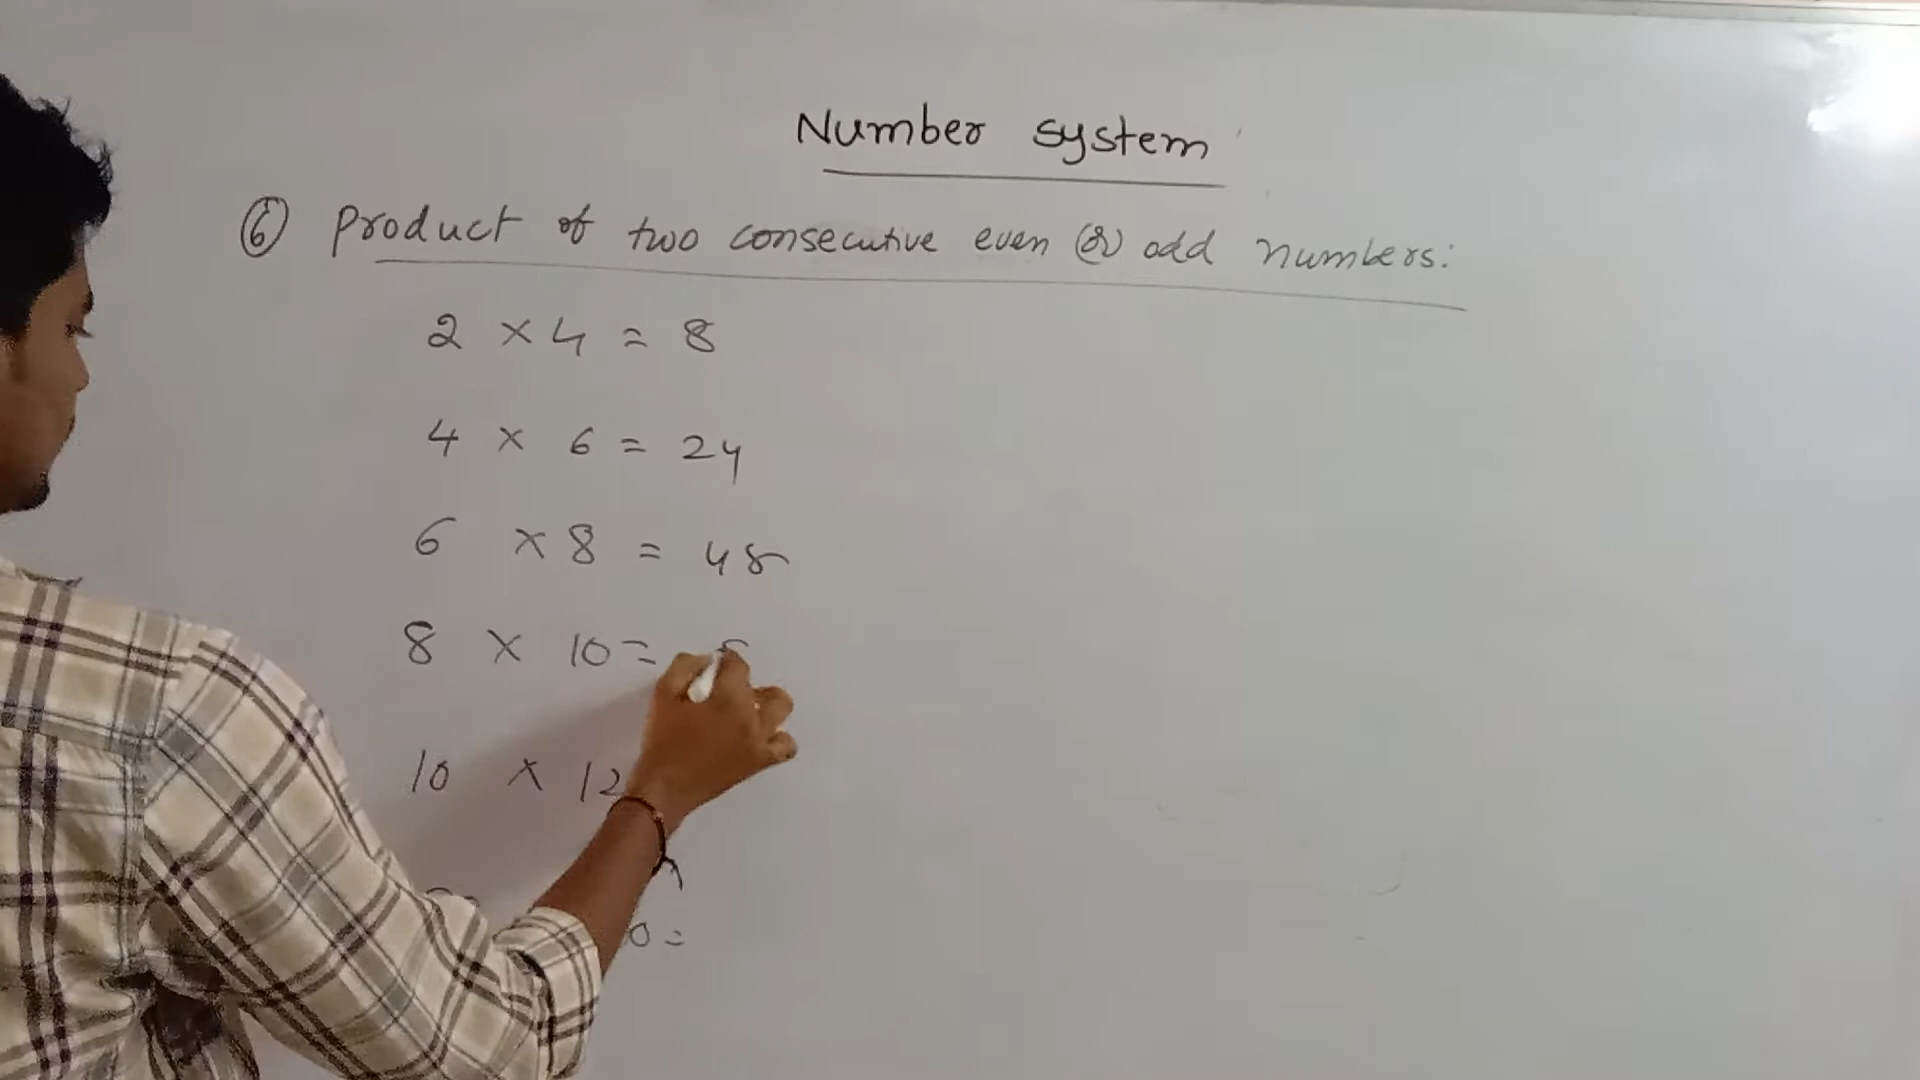 Number system
⑥ Product of two consecutive even (or) odd numbers:
2 × 4 = 8
4 × 6 = 24
6 × 8 = 48
8 × 10 =
10 × 12